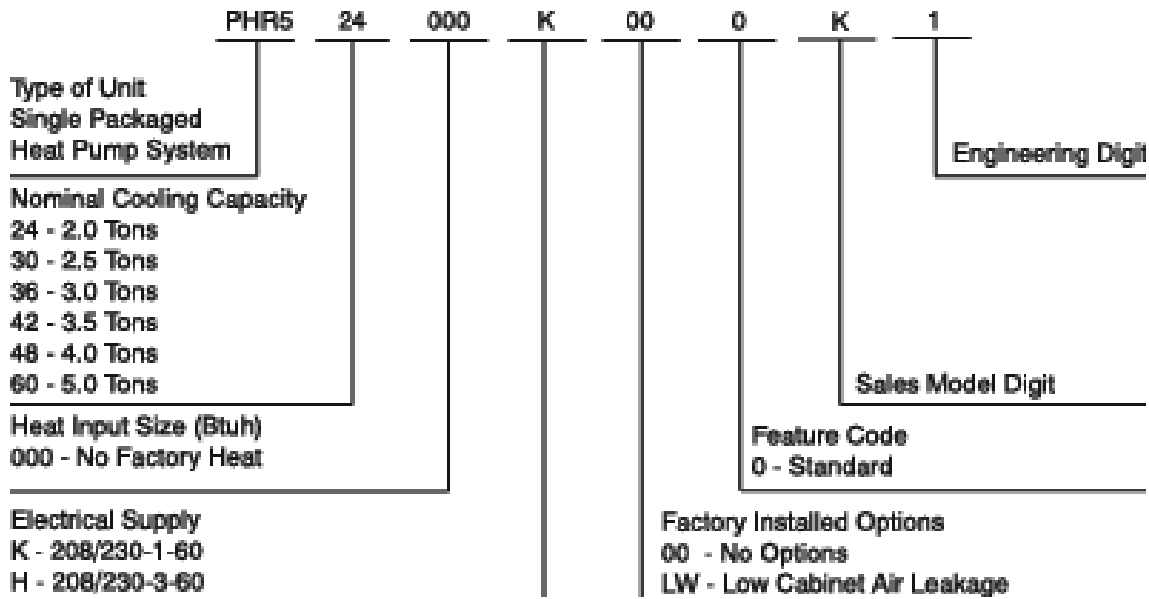 PHR5 24 000 K 00 0 K 1
Type of Unit
Single Packaged
Heat Pump System
Engineering Digit
Nominal Cooling Capacity
24 - 2.0 Tons
30 - 2.5 Tons
36 - 3.0 Tons
42 - 3.5 Tons
48 - 4.0 Tons
60 - 5.0 Tons
Sales Model Digit
Heat Input Size (Btuh)
000 - No Factory Heat
Feature Code
0 - Standard
Electrical Supply
K - 208/230-1-60
H - 208/230-3-60
Factory Installed Options
00 - No Options
LW - Low Cabinet Air Leakage